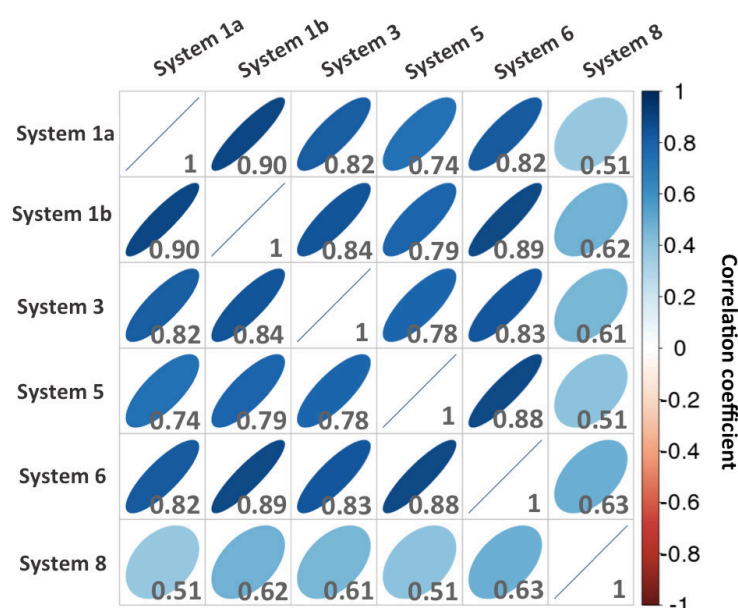 System 1a System 1b System 3 System 5 System 6 System 8
System 1a 1 0.90 0.82 0.74 0.82 0.51
System 1b 0.90 1 0.84 0.79 0.89 0.62
System 3 0.82 0.84 1 0.78 0.83 0.61
System 5 0.74 0.79 0.78 1 0.88 0.51
System 6 0.82 0.89 0.83 0.88 1 0.63
System 8 0.51 0.62 0.61 0.51 0.63 1
1
0.8
0.6
0.4
0.2
0
-0.2
-0.4
-0.6
-0.8
-1
Correlation coefficient